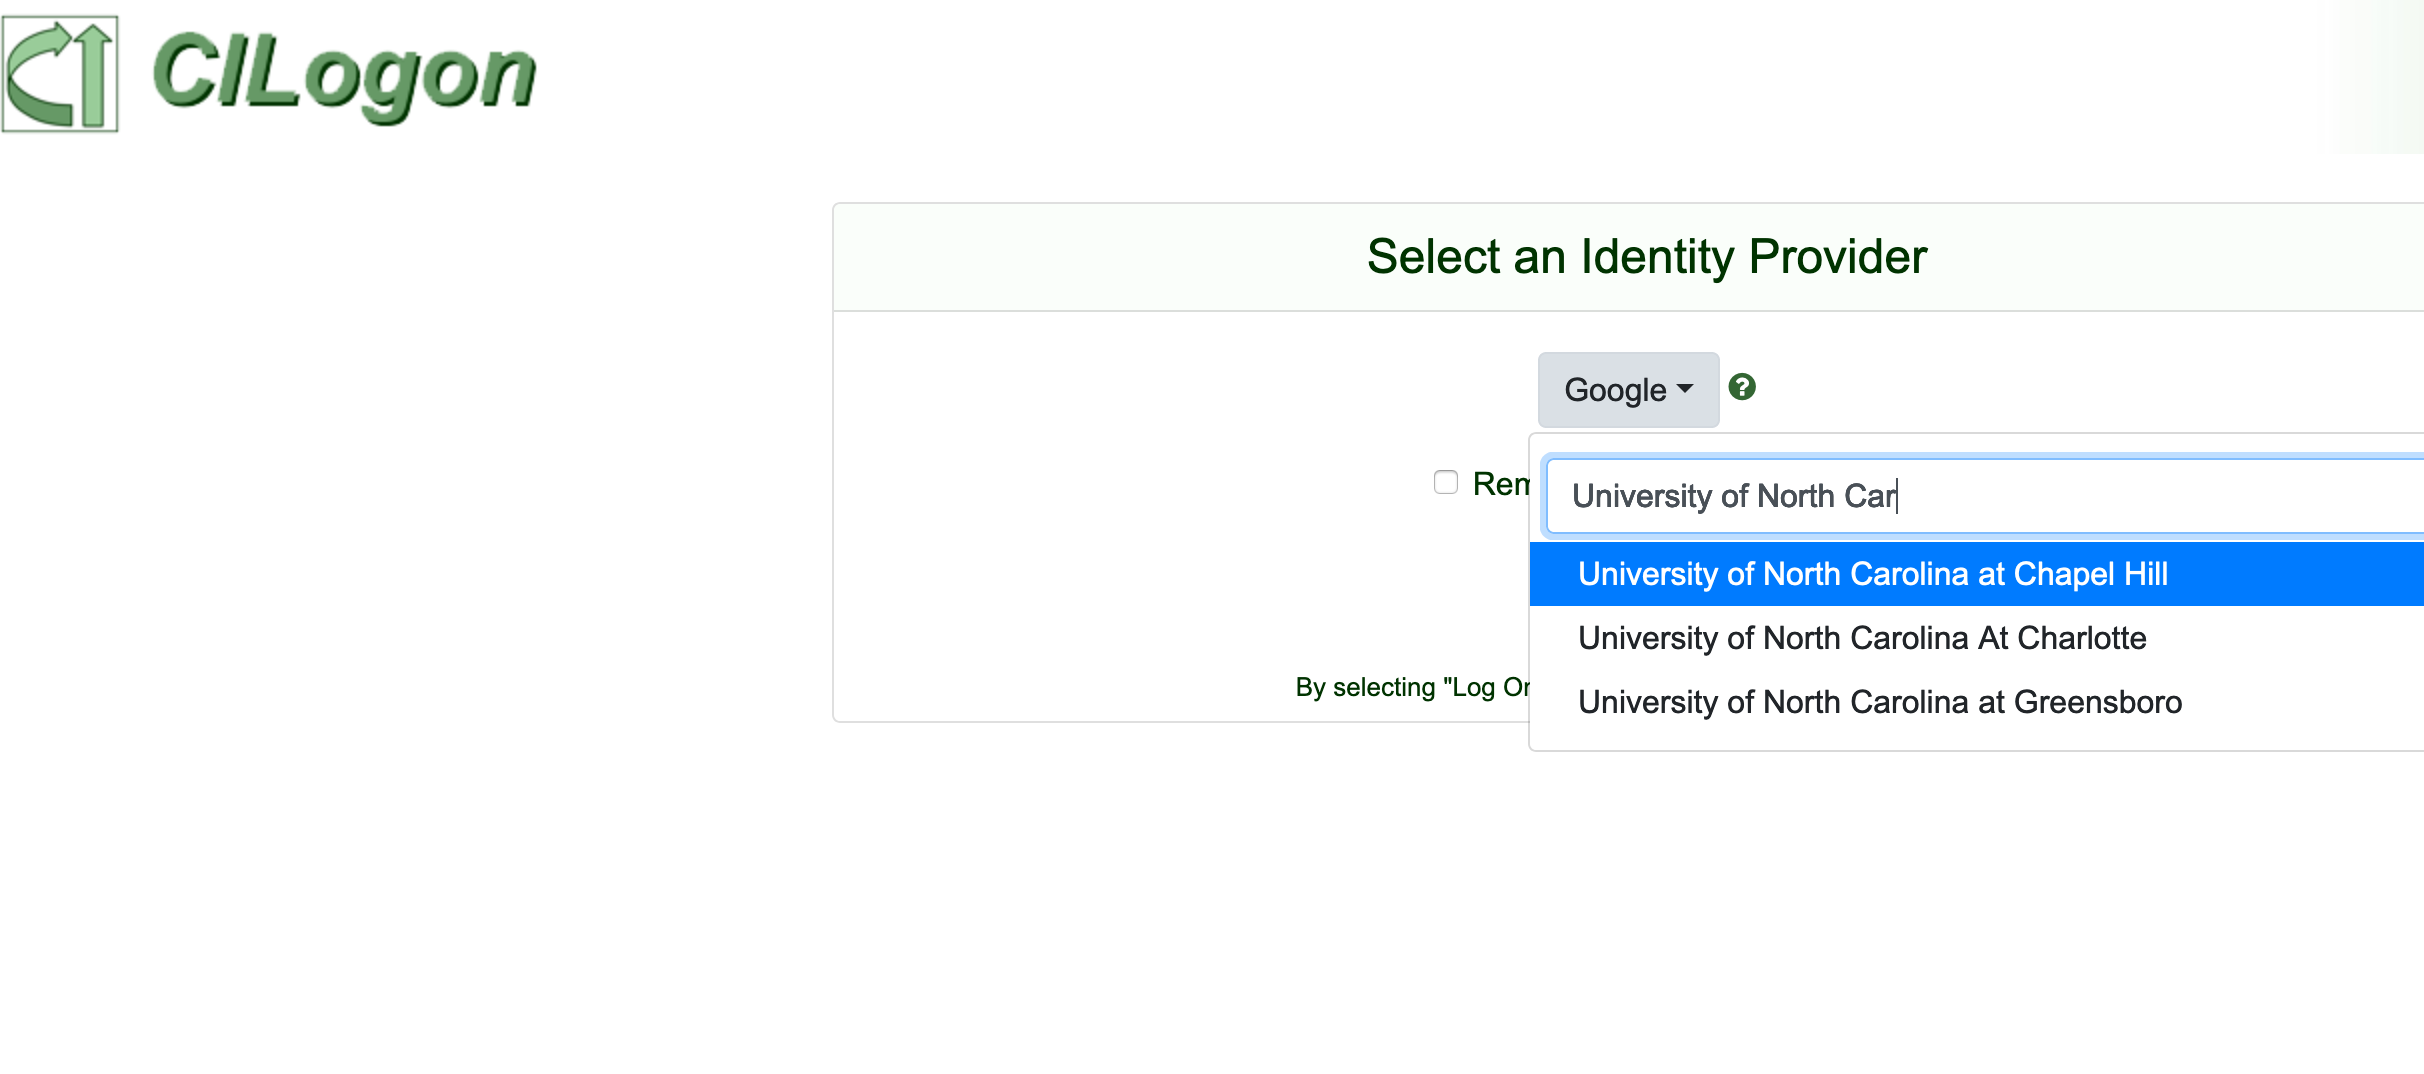 CILogon
Select an Identity Provider
Google
?
Rem
University of North Car
University of North Carolina at Chapel Hill
University of North Carolina At Charlotte
University of North Carolina at Greensboro
By selecting "Log On